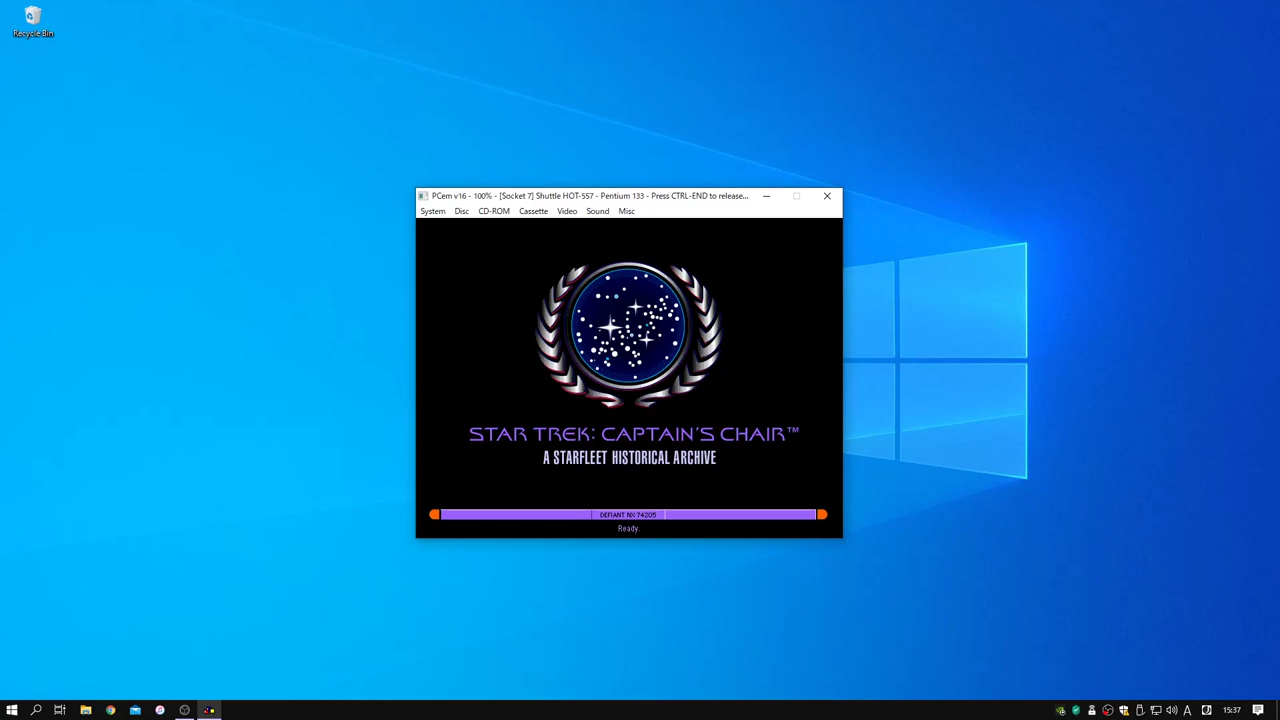 Recycle Bin
PCem v16 - 100% - [Socket 7] Shuttle HOT-557 - Pentium 133 - Press CTRL-END to release...
System Disc CD-ROM Cassette Video Sound Misc
STAR TREK: CAPTAIN'S CHAIR™
A STARFLEET HISTORICAL ARCHIVE
DEFIANT NX-74205
Ready.
A 15:37